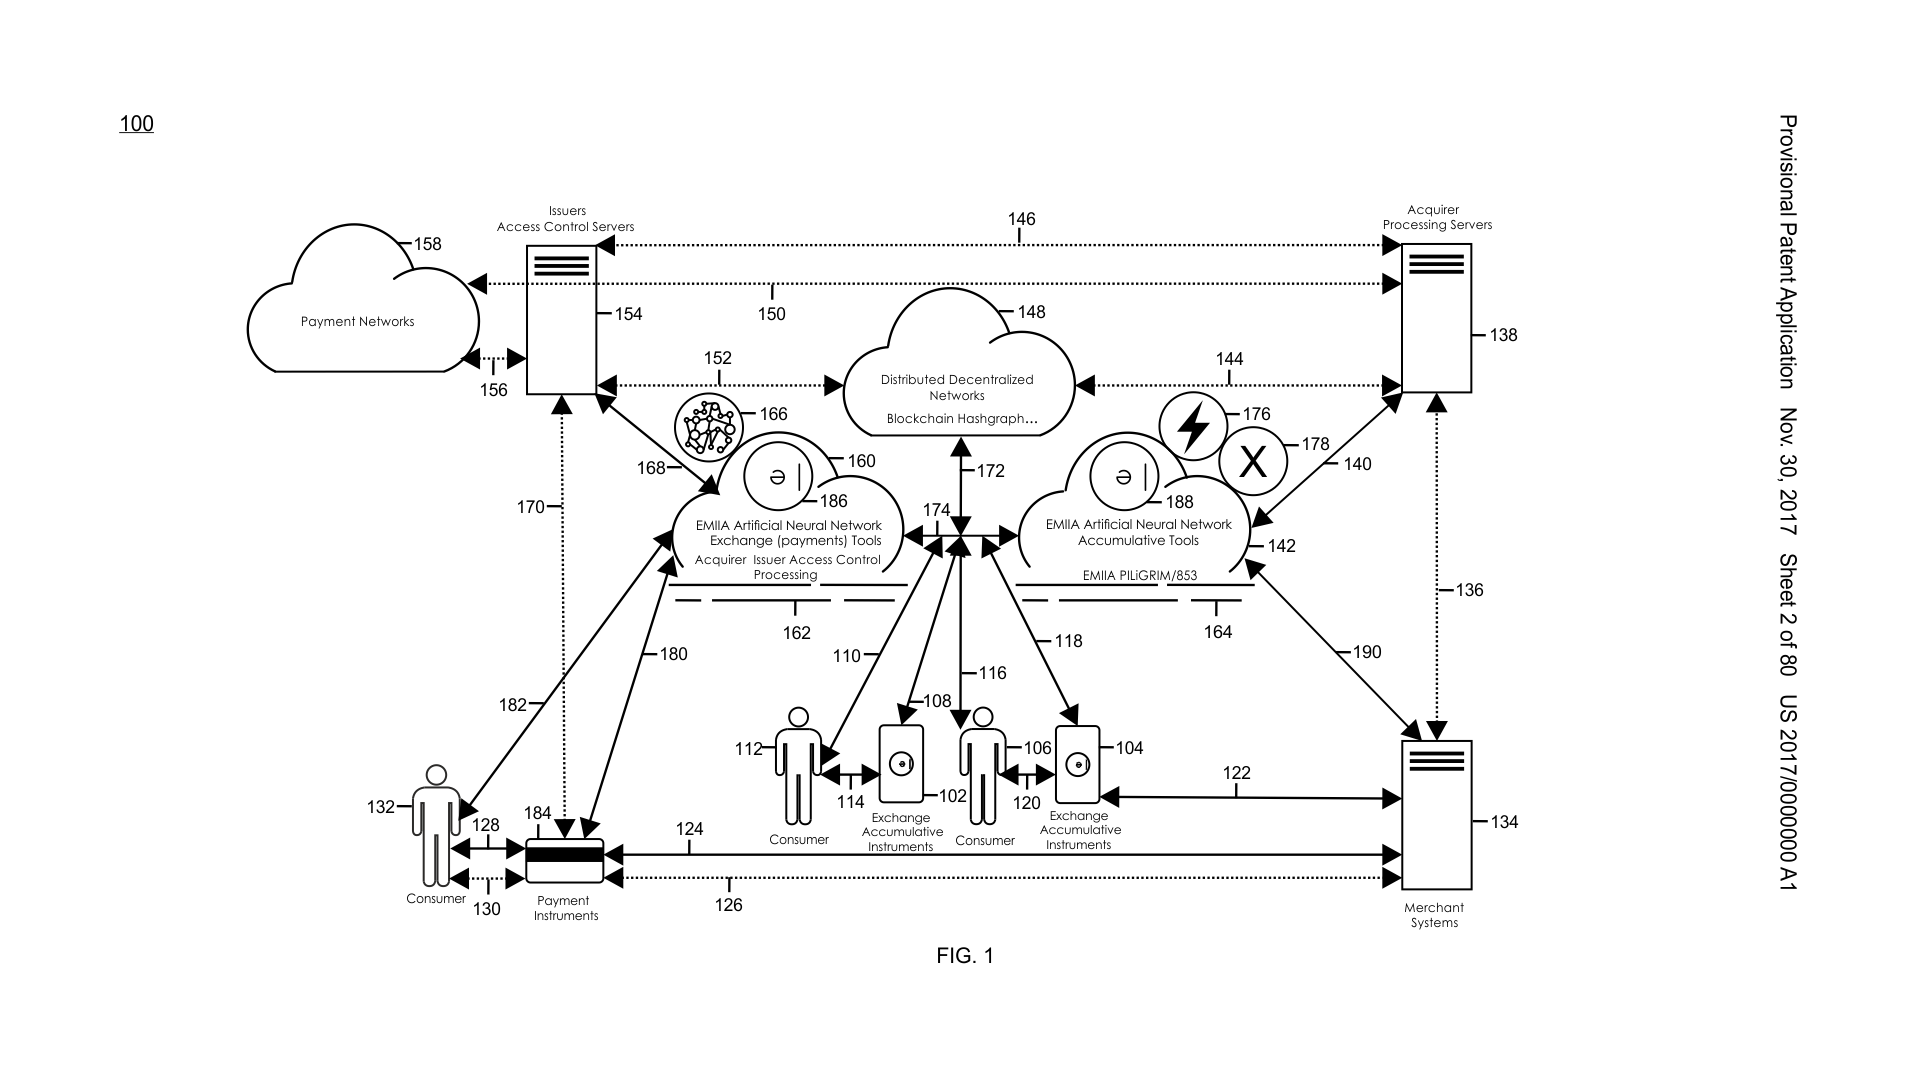 100
Provisional Patent Application Nov. 30, 2017 Sheet 2 of 80 US 2017/0000000 A1
Issuers
Access Control Servers
Acquirer
Processing Servers
146
158
150
154
138
Payment Networks
156
152
148
144
Distributed Decentralized
Networks
Blockchain Hashgraph...
166
176
178
168
160
172
140
170
186
174
188
EMIIA Artificial Neural Network
Exchange (payments) Tools
Acquirer Issuer Access Control
Processing
EMIIA Artificial Neural Network
Accumulative Tools
EMIIA PILiGRIM/853
142
136
162
164
180
110
118
116
190
182
108
112
106
104
114
102
120
122
132
128
184
124
134
Consumer
Exchange
Accumulative
Instruments
Consumer
Exchange
Accumulative
Instruments
Consumer
130
Payment
Instruments
126
Merchant
Systems
X
el
el
el
el
FIG. 1